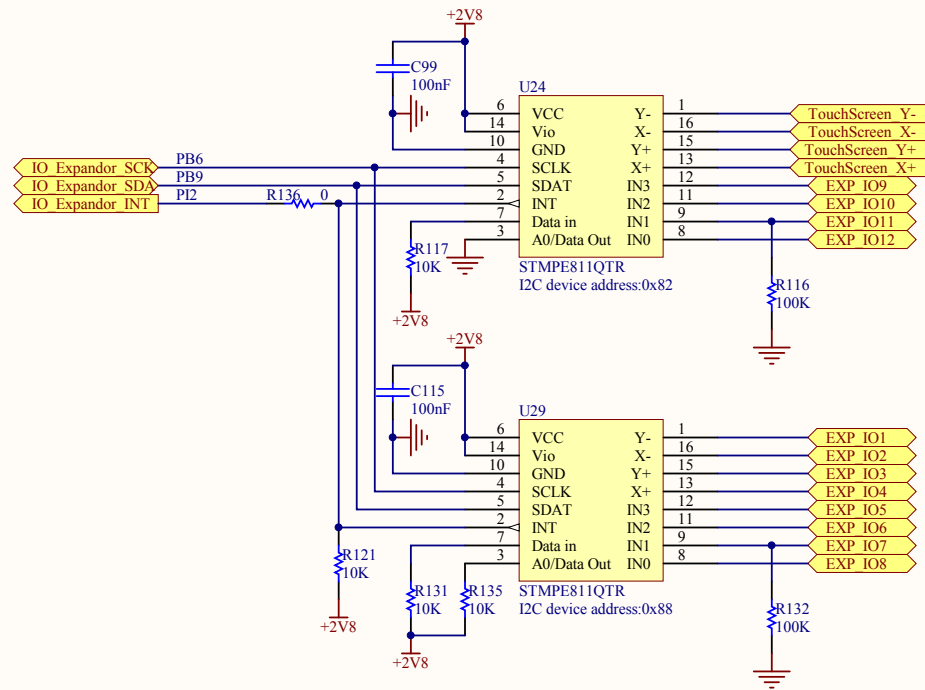 +2V8
C99
100nF
U24
6 VCC Y- 1 TouchScreen_Y-
14 Vio X- 16 TouchScreen_X-
10 GND Y+ 15 TouchScreen_Y+
IO_Expandor_SCK PB6 4 SCLK X+ 13 TouchScreen_X+
IO_Expandor_SDA PB9 5 SDAT IN3 12 EXP_IO9
IO_Expandor_INT PI2 R136 0 2 INT IN2 11 EXP_IO10
7 Data in IN1 9 EXP_IO11
3 A0/Data Out IN0 8 EXP_IO12
R117
10K
STMPE811QTR
I2C device address:0x82
R116
100K
+2V8
+2V8
C115
100nF
U29
6 VCC Y- 1 EXP_IO1
14 Vio X- 16 EXP_IO2
10 GND Y+ 15 EXP_IO3
4 SCLK X+ 13 EXP_IO4
5 SDAT IN3 12 EXP_IO5
2 INT IN2 11 EXP_IO6
7 Data in IN1 9 EXP_IO7
3 A0/Data Out IN0 8 EXP_IO8
R121
10K
R131
10K
R135
10K
STMPE811QTR
I2C device address:0x88
R132
100K
+2V8
+2V8